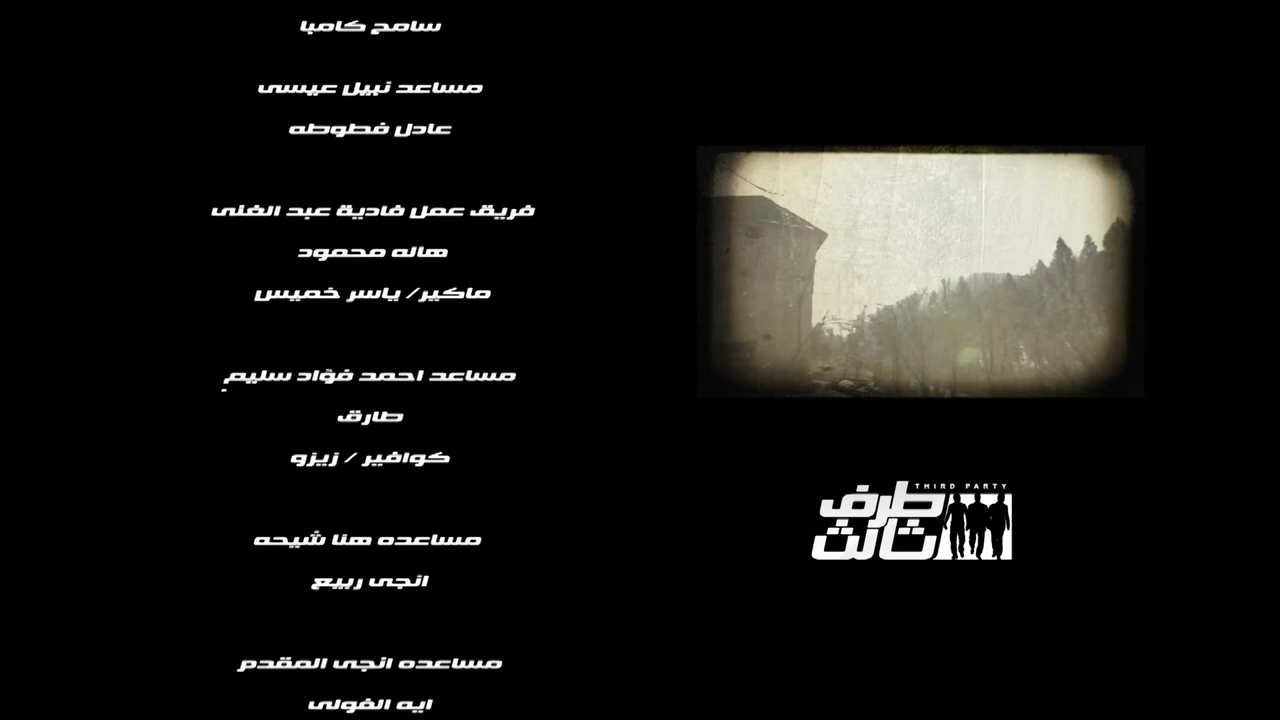 سامح كامبا
مساعد نبيل عيسى
عادل فطوطه
فريق عمل فادية عبد الغنى
هاله محمود
ماكير/ ياسر خميس
مساعد احمد فؤاد سليم
طارق
كوافير / زيزو
مساعده هنا شيحه
انجى ربيع
مساعده انجى المقدم
ايه الفولى
THIRD PARTY
طرف
ثالث